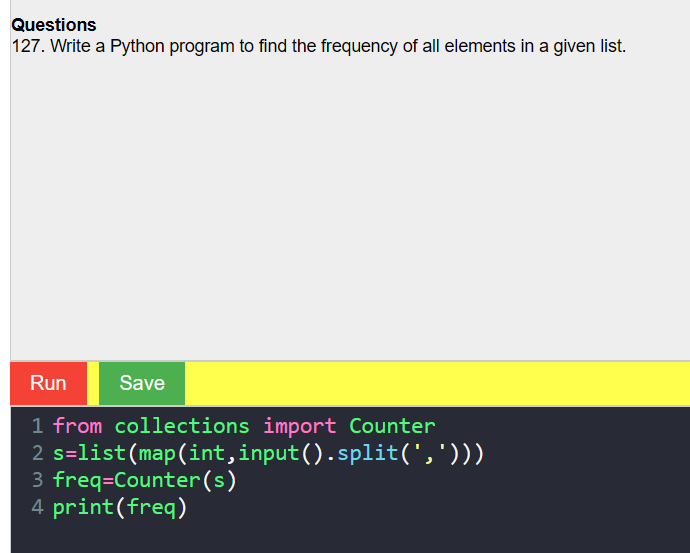 Questions
127. Write a Python program to find the frequency of all elements in a given list.
Run Save
1 from collections import Counter
2 s=list(map(int,input().split(',')))
3 freq=Counter(s)
4 print(freq)